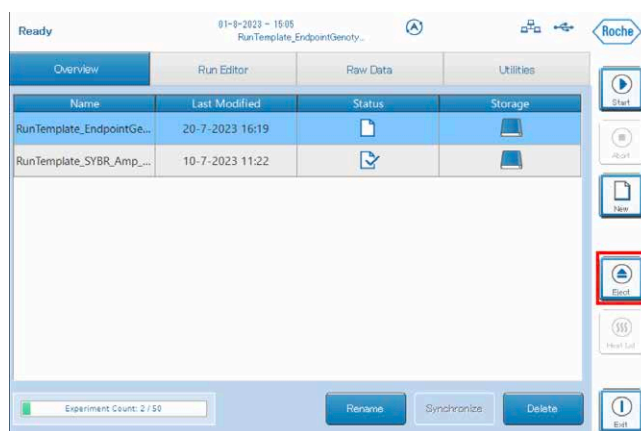 Ready
01-8-2023 - 15:05
RunTemplate_EndpointGenoty...
Roche
Overview
Run Editor
Raw Data
Utilities
Name
Last Modified
Status
Storage
RunTemplate_EndpointGe...
20-7-2023 16:19
RunTemplate_SYBR_Amp_...
10-7-2023 11:22
Start
Abort
New
Eject
Heat Lid
Exit
Experiment Count: 2 / 50
Rename
Synchronize
Delete